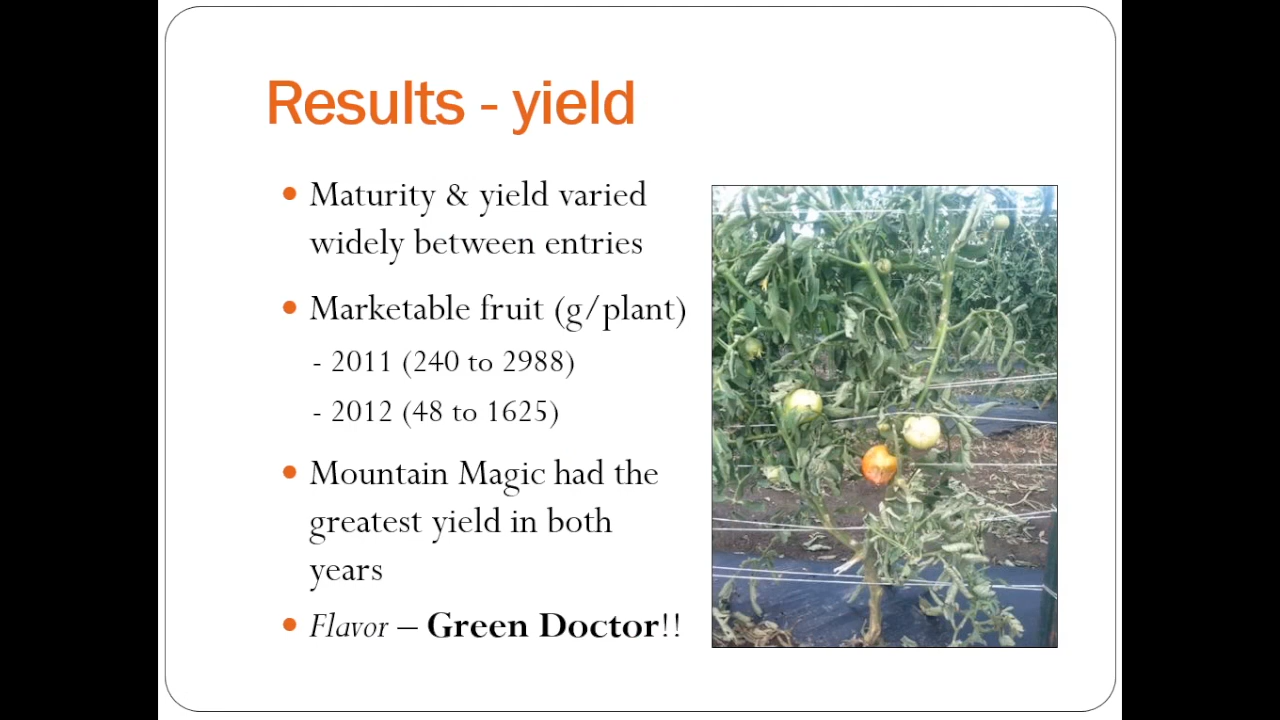 Results - yield
• Maturity & yield varied
widely between entries
• Marketable fruit (g/plant)
- 2011 (240 to 2988)
- 2012 (48 to 1625)
• Mountain Magic had the
greatest yield in both
years
• Flavor – Green Doctor!!